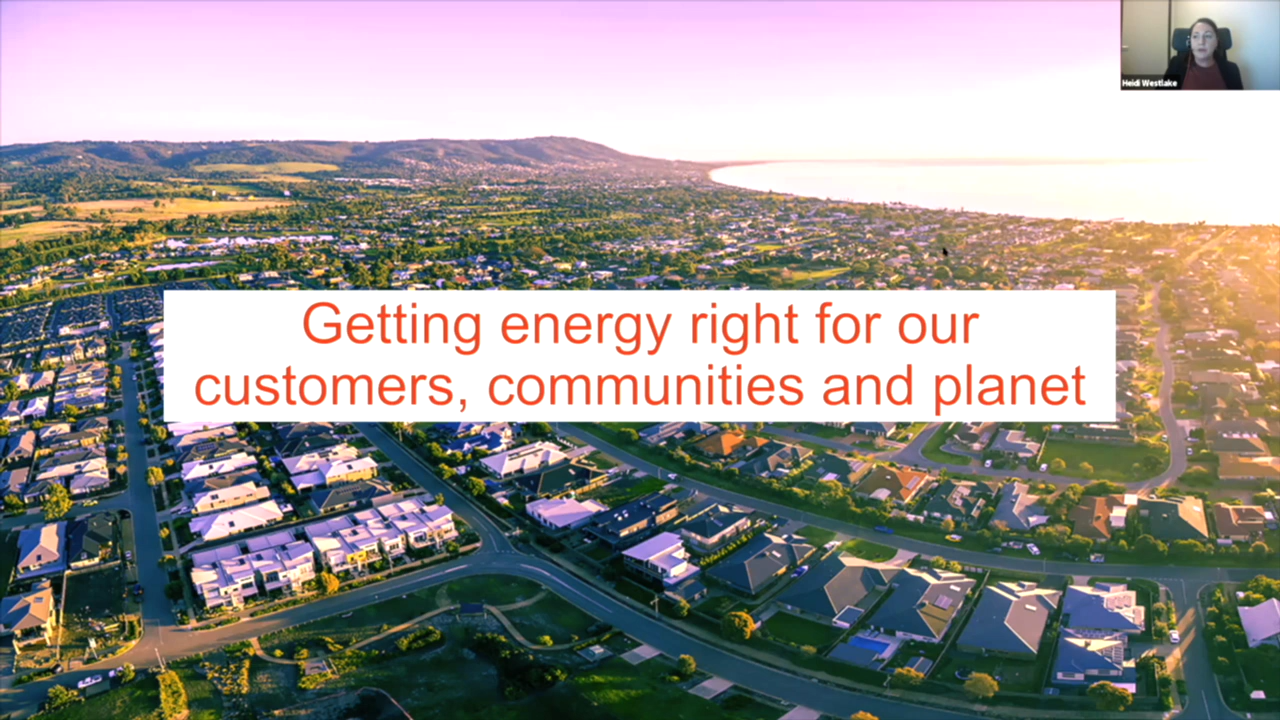 Heidi Westlake
Getting energy right for our
customers, communities and planet